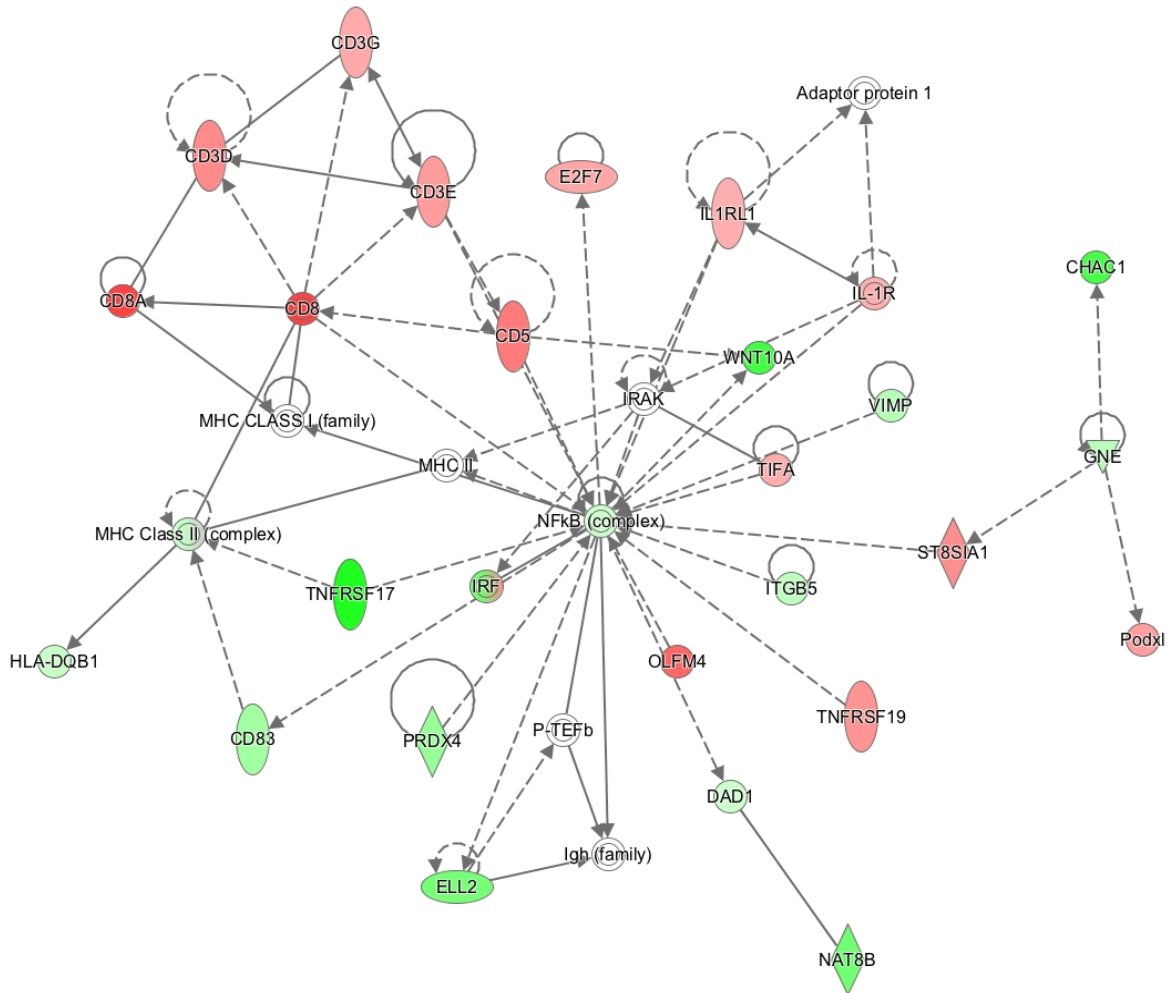 CD3G
Adaptor protein 1
CD3D
E2F7
CD3E
IL1RL1
CHAC1
IL-1R
CD8A
CD8
CD5
WNT10A
IRAK
VIMP
MHC CLASS I (family)
GNE
MHC II
TIFA
NFkB (complex)
MHC Class II (complex)
ST8SIA1
IRF
ITGB5
TNFRSF17
Podxl
HLA-DQB1
OLFM4
TNFRSF19
P-TEFb
CD83
PRDX4
DAD1
Igh (family)
ELL2
NAT8B